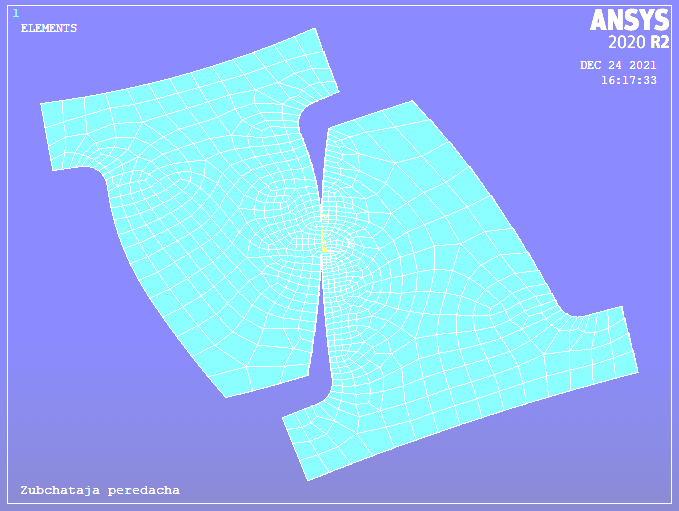 1
ELEMENTS
ANSYS
2020 R2
DEC 24 2021
16:17:33
Zubchataja peredacha